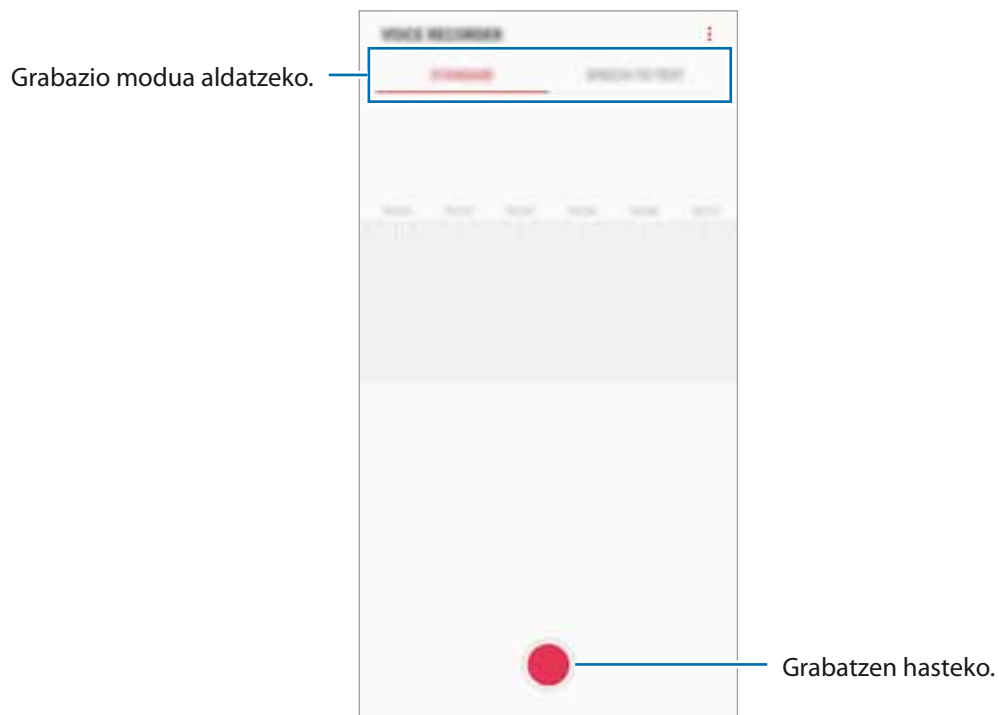 VOICE RECORDER
Grabazio modua aldatzeko.
STANDARD SPEECH TO TEXT
Grabatzen hasteko.